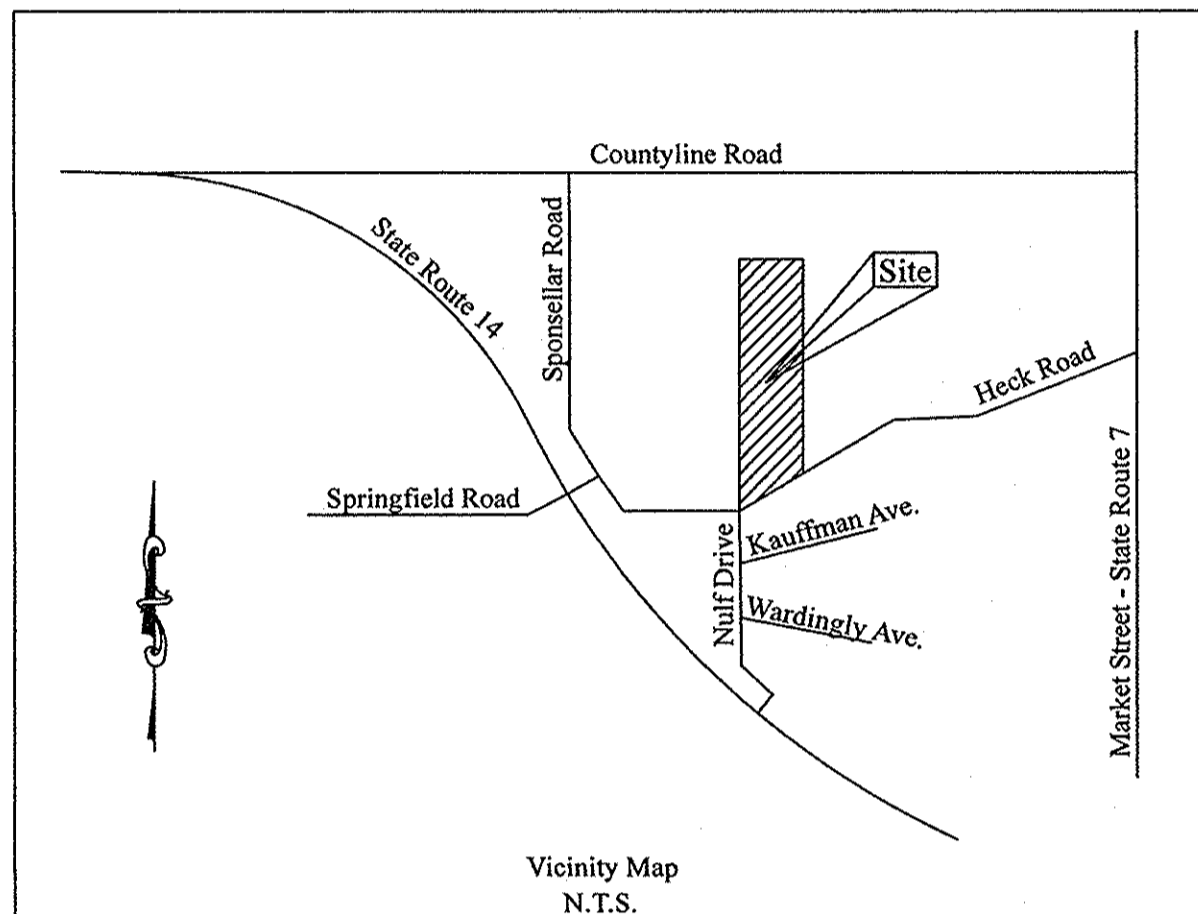 Countyline Road
State Route 14
Sponsellar Road
Site
Heck Road
Springfield Road
Kauffman Ave.
Nulf Drive
Wardingly Ave.
Market Street - State Route 7
Vicinity Map
N.T.S.